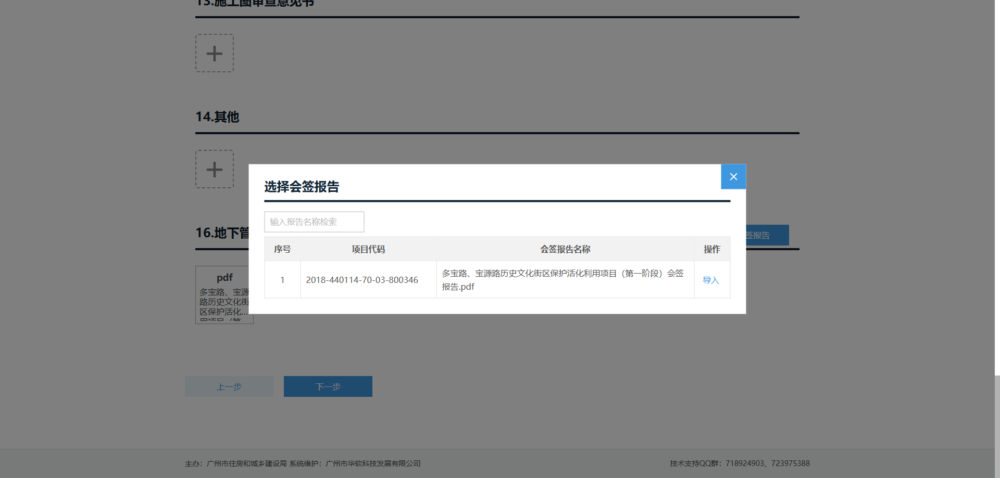 13.施工图审查意见书
14.其他
选择会签报告
输入报告名称检索
16.地下管
签报告
序号 项目代码 会签报告名称 操作
1 2018-440114-70-03-800346 多宝路、宝源路历史文化街区保护活化利用项目（第一阶段）会签
报告.pdf
导入
pdf
多宝路、宝源
路历史文化街
区保护活化...
用项目（第
上一步 下一步
主办：广州市住房和城乡建设局 系统维护：广州市华软科技发展有限公司 技术支持QQ群：718924903、723975388